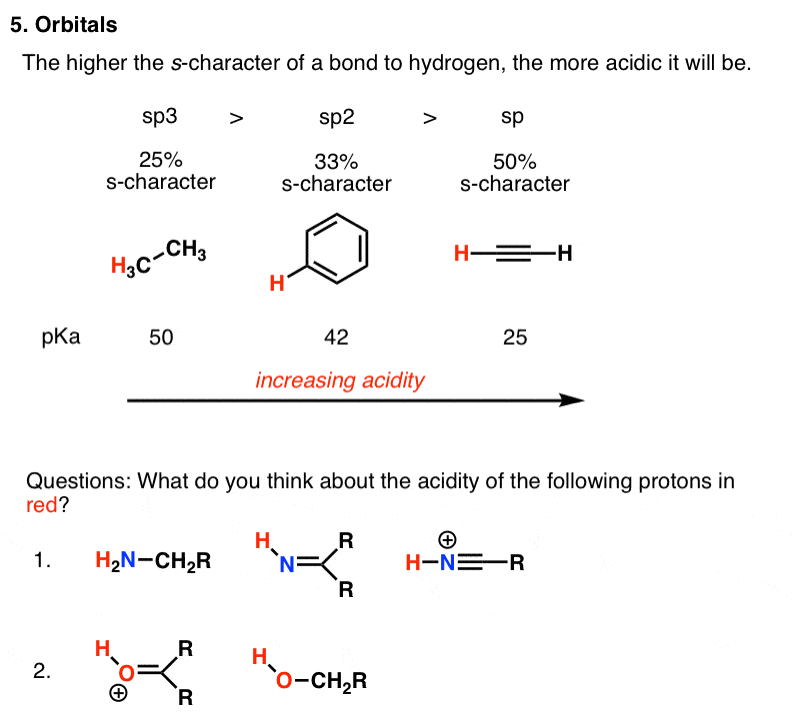 5. Orbitals
The higher the s-character of a bond to hydrogen, the more acidic it will be.
sp3 > sp2 > sp
25% 33% 50%
s-character s-character s-character
H₃C CH₃ H H H
pKa 50 42 25
increasing acidity
Questions: What do you think about the acidity of the following protons in
red?
1. H₂N–CH₂R H N R R H–N⊕ R
2. H O⊕ R R H O–CH₂R